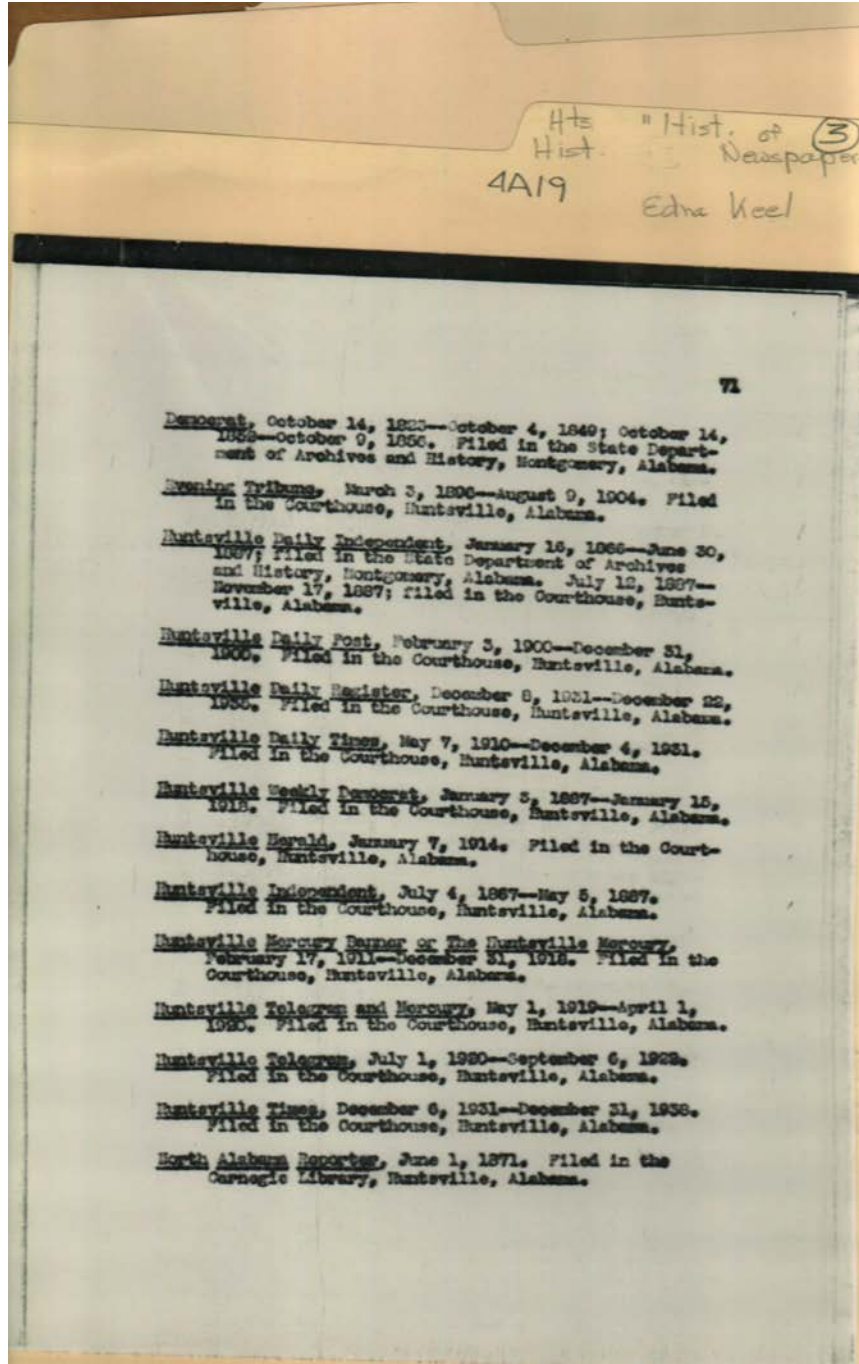 Hts "Hist. of ③
Hist. Newspaper
4A19
Edna Keel
71
Democrat, October 14, 1823--October 4, 1849; October 14,
October 9, 1856. Filed in the State Depart-
ment of Archives and History, Montgomery, Alabama.
Evening Tribune, March 3, 1896--August 9, 1904. Filed
in the Courthouse, Huntsville, Alabama.
Huntsville Daily Independent, January 16, June 30,
1887; filed in the State Department of Archives
and History, Montgomery, Alabama. July 12, 1887--
November 17, 1887; filed in the Courthouse, Hunts-
ville, Alabama.
Huntsville Daily Post, February 3, 1900--December 31,
Filed in the Courthouse, Huntsville, Alabama.
Huntsville Daily Register, December 8, 1931--December 22,
1935. Filed in the Courthouse, Huntsville, Alabama.
Huntsville Daily Times, May 7, 1910--December 4, 1931.
Filed in the Courthouse, Huntsville, Alabama.
Huntsville Weekly Democrat, January 5, 1887--January 15,
Filed in the Courthouse, Huntsville, Alabama.
Huntsville Herald, January 7, 1914. Filed in the Court-
house, Huntsville, Alabama.
Huntsville Independent, July 4, 1867--May 5, 1887.
Filed in the Courthouse, Huntsville, Alabama.
Huntsville Mercury Banner or The Huntsville Mercury,
February 17, 1911--December 31, 1918. Filed in the
Courthouse, Huntsville, Alabama.
Huntsville Telegram and Mercury, May 1, 1919--April 1,
1920. Filed in the Courthouse, Huntsville, Alabama.
Huntsville Telegram, July 1, 1920--September 6, 1922.
Filed in the Courthouse, Huntsville, Alabama.
Huntsville Times, December 6, 1931--December 31, 1938.
Filed in the Courthouse, Huntsville, Alabama.
North Alabama Reporter, June 1, 1871. Filed in the
Carnegie Library, Huntsville, Alabama.